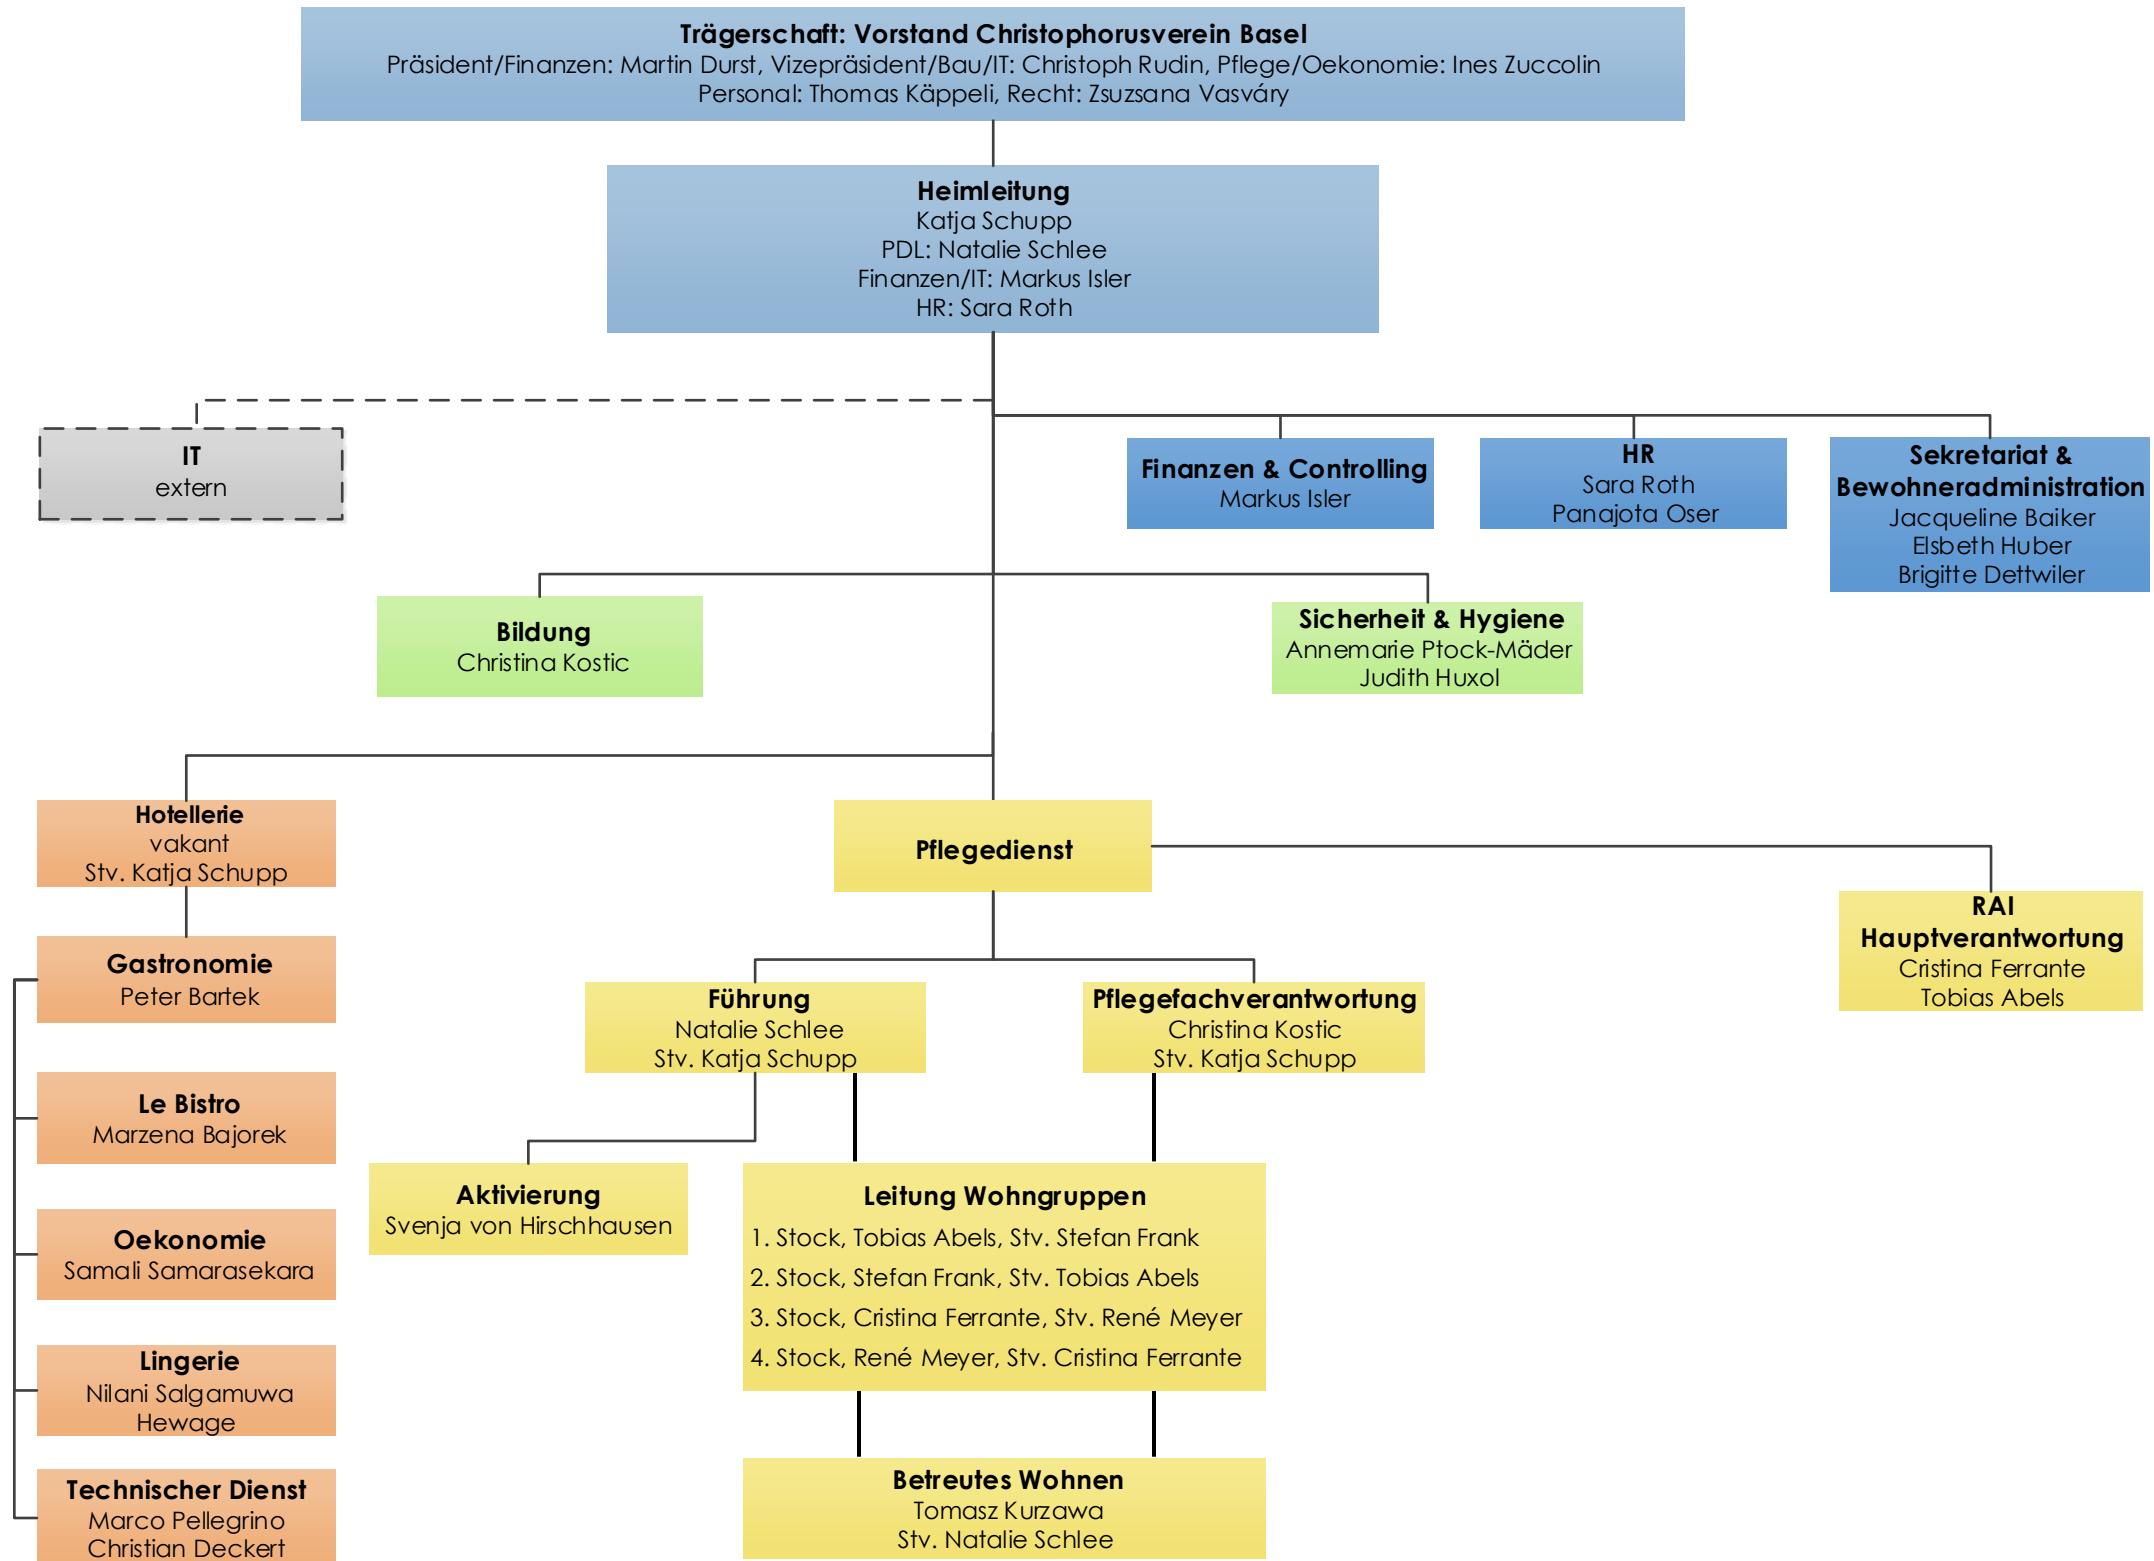 Trägerschaft: Vorstand Christophorusverein Basel
Präsident/Finanzen: Martin Durst, Vizepräsident/Bau/IT: Christoph Rudin, Pflege/Oekonomie: Ines Zuccolin
Personal: Thomas Käppeli, Recht: Zsuzsana Vasváry
Heimleitung
Katja Schupp
PDL: Natalie Schlee
Finanzen/IT: Markus Isler
HR: Sara Roth
IT
extern
Finanzen & Controlling
Markus Isler
HR
Sara Roth
Panajota Oser
Sekretariat &
Bewohneradministration
Jacqueline Baiker
Elsbeth Huber
Brigitte Dettwiler
Bildung
Christina Kostic
Sicherheit & Hygiene
Annemarie Ptock-Mäder
Judith Huxol
Hotellerie
vakant
Stv. Katja Schupp
Pflegedienst
RAI
Hauptverantwortung
Cristina Ferrante
Tobias Abels
Gastronomie
Peter Bartek
Führung
Natalie Schlee
Stv. Katja Schupp
Pflegefachverantwortung
Christina Kostic
Stv. Katja Schupp
Le Bistro
Marzena Bajorek
Aktivierung
Svenja von Hirschhausen
Leitung Wohngruppen
1. Stock, Tobias Abels, Stv. Stefan Frank
2. Stock, Stefan Frank, Stv. Tobias Abels
3. Stock, Cristina Ferrante, Stv. René Meyer
4. Stock, René Meyer, Stv. Cristina Ferrante
Oekonomie
Samali Samarasekara
Lingerie
Nilani Salgamuwa
Hewage
Technischer Dienst
Marco Pellegrino
Christian Deckert
Betreutes Wohnen
Tomasz Kurzawa
Stv. Natalie Schlee